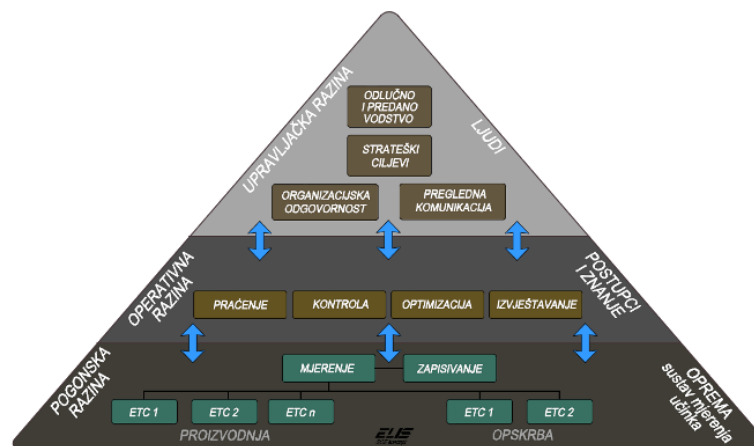 UPRAVLJAČKA RAZINA
LJUDI
ODLUČNO
I PREDANO
VODSTVO
STRATEŠKI
CILJEVI
ORGANIZACIJSKA
ODGOVORNOST
PREGLEDNA
KOMUNIKACIJA
OPERATIVNA
RAZINA
POSTUPCI
I ZNANJE
PRAĆENJE
KONTROLA
OPTIMIZACIJA
IZVJEŠTAVANJE
POGONSKA
RAZINA
OPREMA
suslav mjerenja
učinka
MJERENJE
ZAPISIVANJE
ETC 1
ETC 2
ETC n
ETC 1
ETC 2
PROIZVODNJA
OPSKRBA